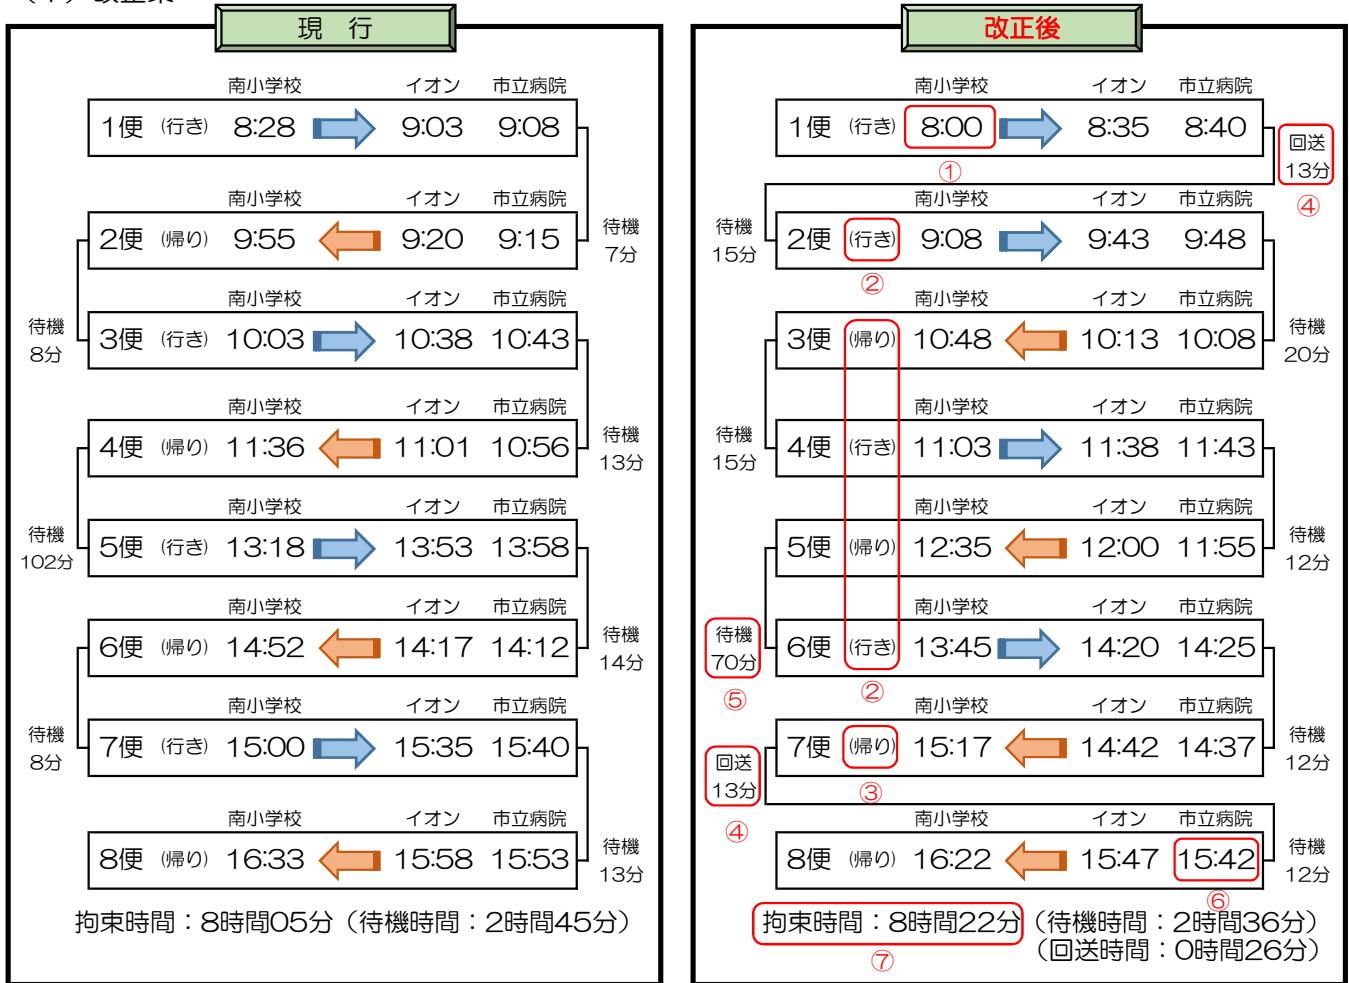 現 行
南小学校 イオン 市立病院
1便 (行き) 8:28 9:03 9:08
南小学校 イオン 市立病院
2便 (帰り) 9:55 9:20 9:15
待機
7分
南小学校 イオン 市立病院
3便 (行き) 10:03 10:38 10:43
待機
8分
南小学校 イオン 市立病院
4便 (帰り) 11:36 11:01 10:56
待機
13分
南小学校 イオン 市立病院
5便 (行き) 13:18 13:53 13:58
待機
102分
南小学校 イオン 市立病院
6便 (帰り) 14:52 14:17 14:12
待機
14分
南小学校 イオン 市立病院
7便 (行き) 15:00 15:35 15:40
待機
8分
南小学校 イオン 市立病院
8便 (帰り) 16:33 15:58 15:53
待機
13分
拘束時間：8時間05分（待機時間：2時間45分）
改正後
南小学校 イオン 市立病院
1便 (行き) 8:00 8:35 8:40
①
回送
13分
④
南小学校 イオン 市立病院
待機
15分
2便 (行き) 9:08 9:43 9:48
②
南小学校 イオン 市立病院
3便 (帰り) 10:48 10:13 10:08
待機
20分
南小学校 イオン 市立病院
待機
15分
4便 (行き) 11:03 11:38 11:43
南小学校 イオン 市立病院
5便 (帰り) 12:35 12:00 11:55
待機
12分
南小学校 イオン 市立病院
待機
70分
⑤
6便 (行き) 13:45 14:20 14:25
②
南小学校 イオン 市立病院
7便 (帰り) 15:17 14:42 14:37
③
待機
12分
回送
13分
④
南小学校 イオン 市立病院
8便 (帰り) 16:22 15:47 15:42
⑥
待機
12分
拘束時間：8時間22分（待機時間：2時間36分）
⑦
（回送時間：0時間26分）